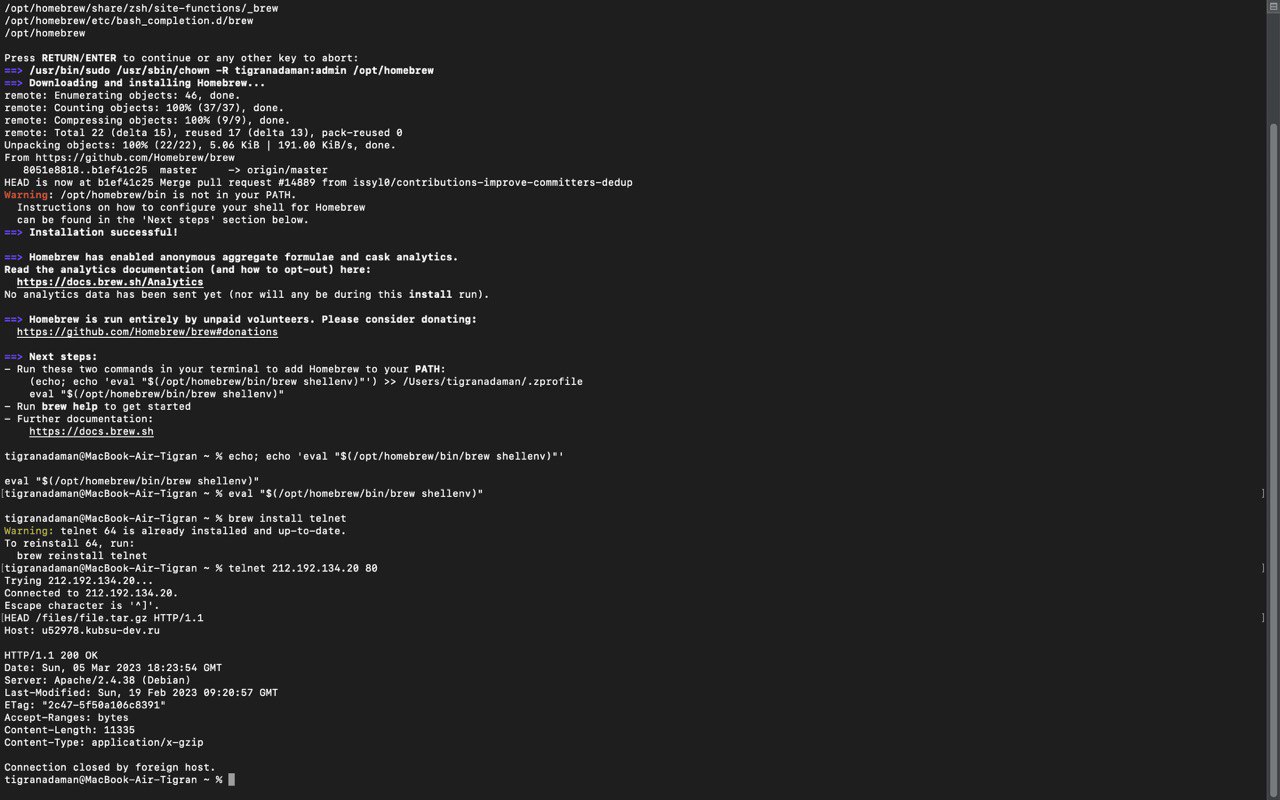 /opt/homebrew/share/zsh/site-functions/_brew
/opt/homebrew/etc/bash_completion.d/brew
/opt/homebrew

Press RETURN/ENTER to continue or any other key to abort:
==> /usr/bin/sudo /usr/sbin/chown -R tigranadaman:admin /opt/homebrew
==> Downloading and installing Homebrew...
remote: Enumerating objects: 46, done.
remote: Counting objects: 100% (37/37), done.
remote: Compressing objects: 100% (9/9), done.
remote: Total 22 (delta 15), reused 17 (delta 13), pack-reused 0
Unpacking objects: 100% (22/22), 5.06 KiB | 191.00 KiB/s, done.
From https://github.com/Homebrew/brew
   8051e8818..b1ef41c25  master     -> origin/master
HEAD is now at b1ef41c25 Merge pull request #14889 from issyl0/contributions-improve-committers-dedup
Warning: /opt/homebrew/bin is not in your PATH.
  Instructions on how to configure your shell for Homebrew
  can be found in the 'Next steps' section below.
==> Installation successful!

==> Homebrew has enabled anonymous aggregate formulae and cask analytics.
Read the analytics documentation (and how to opt-out) here:
  https://docs.brew.sh/Analytics
No analytics data has been sent yet (nor will any be during this install run).

==> Homebrew is run entirely by unpaid volunteers. Please consider donating:
  https://github.com/Homebrew/brew#donations

==> Next steps:
- Run these two commands in your terminal to add Homebrew to your PATH:
    (echo; echo 'eval "$(/opt/homebrew/bin/brew shellenv)"') >> /Users/tigranadaman/.zprofile
    eval "$(/opt/homebrew/bin/brew shellenv)"
- Run brew help to get started
- Further documentation:
    https://docs.brew.sh

tigranadaman@MacBook-Air-Tigran ~ % echo; echo 'eval "$(/opt/homebrew/bin/brew shellenv)"'

eval "$(/opt/homebrew/bin/brew shellenv)"
[tigranadaman@MacBook-Air-Tigran ~ % eval "$(/opt/homebrew/bin/brew shellenv)" ]

tigranadaman@MacBook-Air-Tigran ~ % brew install telnet
Warning: telnet 64 is already installed and up-to-date.
To reinstall 64, run:
  brew reinstall telnet
[tigranadaman@MacBook-Air-Tigran ~ % telnet 212.192.134.20 80 ]
Trying 212.192.134.20...
Connected to 212.192.134.20.
Escape character is '^]'.
[HEAD /files/file.tar.gz HTTP/1.1 ]
Host: u52978.kubsu-dev.ru

HTTP/1.1 200 OK
Date: Sun, 05 Mar 2023 18:23:54 GMT
Server: Apache/2.4.38 (Debian)
Last-Modified: Sun, 19 Feb 2023 09:20:57 GMT
ETag: "2c47-5f50a106c8391"
Accept-Ranges: bytes
Content-Length: 11335
Content-Type: application/x-gzip

Connection closed by foreign host.
tigranadaman@MacBook-Air-Tigran ~ %